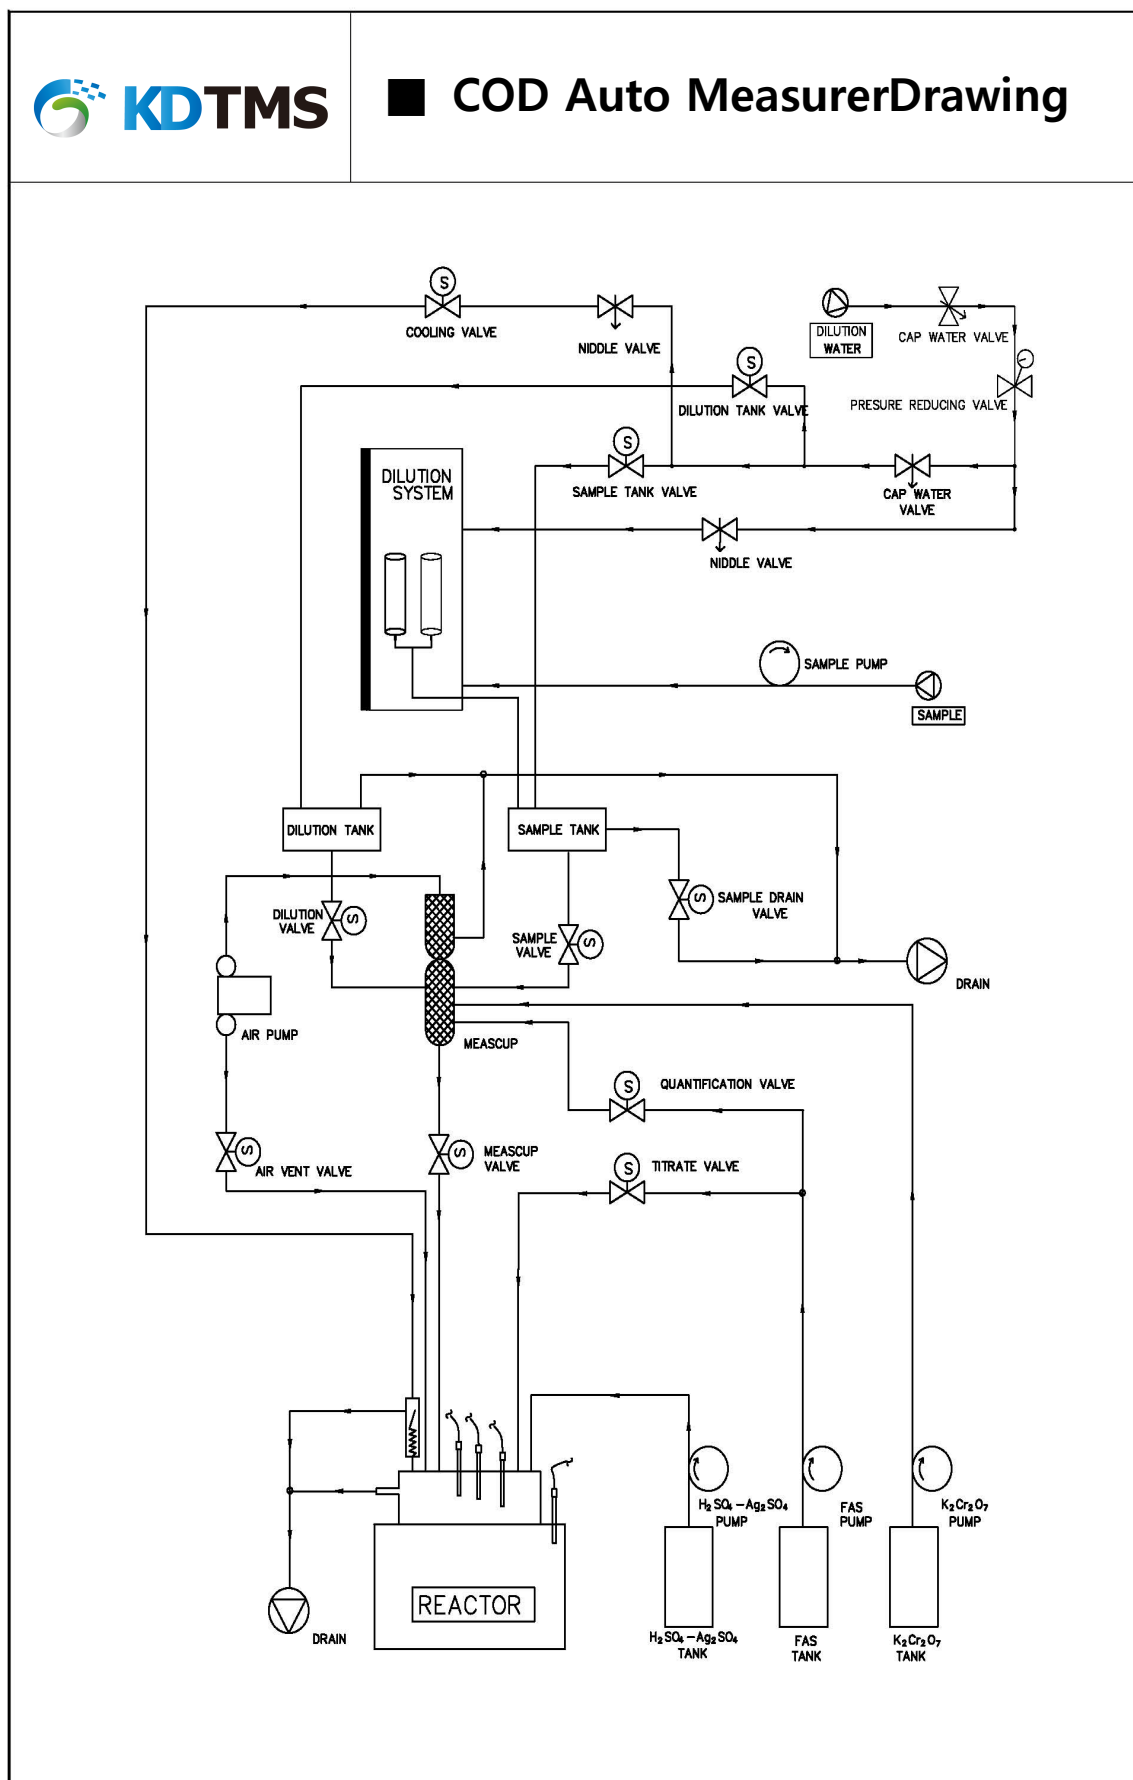 KDTMS
■ COD Auto MeasurerDrawing
S
COOLING VALVE
NIDDLE VALVE
DILUTION
WATER
CAP WATER VALVE
S
DILUTION TANK VALVE
PRESURE REDUCING VALVE
S
SAMPLE TANK VALVE
CAP WATER
VALVE
DILUTION
SYSTEM
NIDDLE VALVE
SAMPLE PUMP
SAMPLE
DILUTION TANK
SAMPLE TANK
DILUTION
VALVE
S
SAMPLE
VALVE
S
S
SAMPLE DRAIN
VALVE
DRAIN
AIR PUMP
MEASCUP
S
QUANTIFICATION VALVE
S
AIR VENT VALVE
S
MEASCUP
VALVE
S
TITRATE VALVE
H₂SO₄-Ag₂SO₄
PUMP
FAS
PUMP
K₂Cr₂O₇
PUMP
REACTOR
DRAIN
H₂SO₄-Ag₂SO₄
TANK
FAS
TANK
K₂Cr₂O₇
TANK